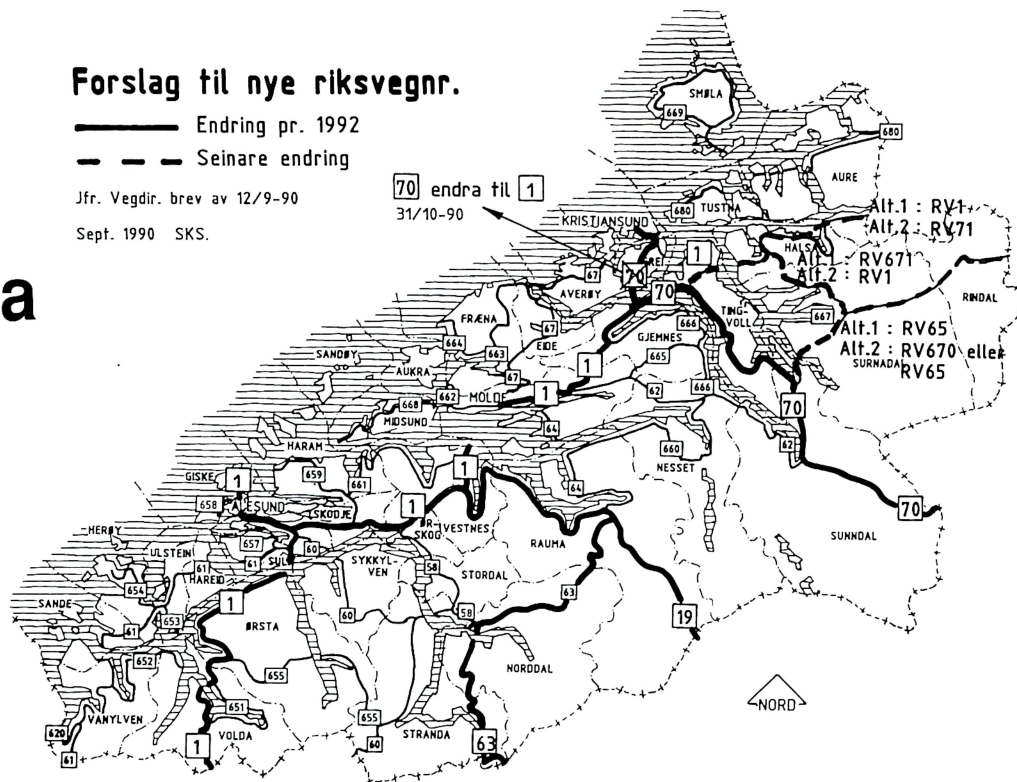 Forslag til nye riksvegnr.
Endring pr. 1992
Seinare endring
Jfr. Vegdir. brev av 12/9-90
Sept. 1990 SKS.
70 endra til 1
31/10-90
a
SMØLA
669
680
AURE
680
TUSTNA
KRISTIANSUND
Alt.1 : RV1
Alt.2 : RV71
HALSA
1
Alt.1 : RV671
Alt.2 : RV1
RINDAL
70
67
AVERØY
70
TING-
VOLL
667
Alt.1 : RV65
Alt.2 : RV670 eller
RV65
SURNADAL
FRÆNA
67
EIDE
666
GJEMNES
665
664
663
SANDØY
AUKRA
67
1
1
62
666
662
MOLDE
668
MIDSUND
64
70
62
HARAM
660
NESSET
659
661
1
64
GISKE
1
658
ÅLESUND
SKODJE
1
ØR-
SKOG
VESTNES
70
HERØY
657
60
RAUMA
SUNNDAL
ULSTEIN
61
61
SULA
SYKKYL-
VEN
58
STORDAL
HAREID
654
63
SANDE
1
653
61
ØRSTA
60
58
19
652
655
NORDDAL
651
VANYLVEN
655
NORD
620
1
VOLDA
STRANDA
63
61
60